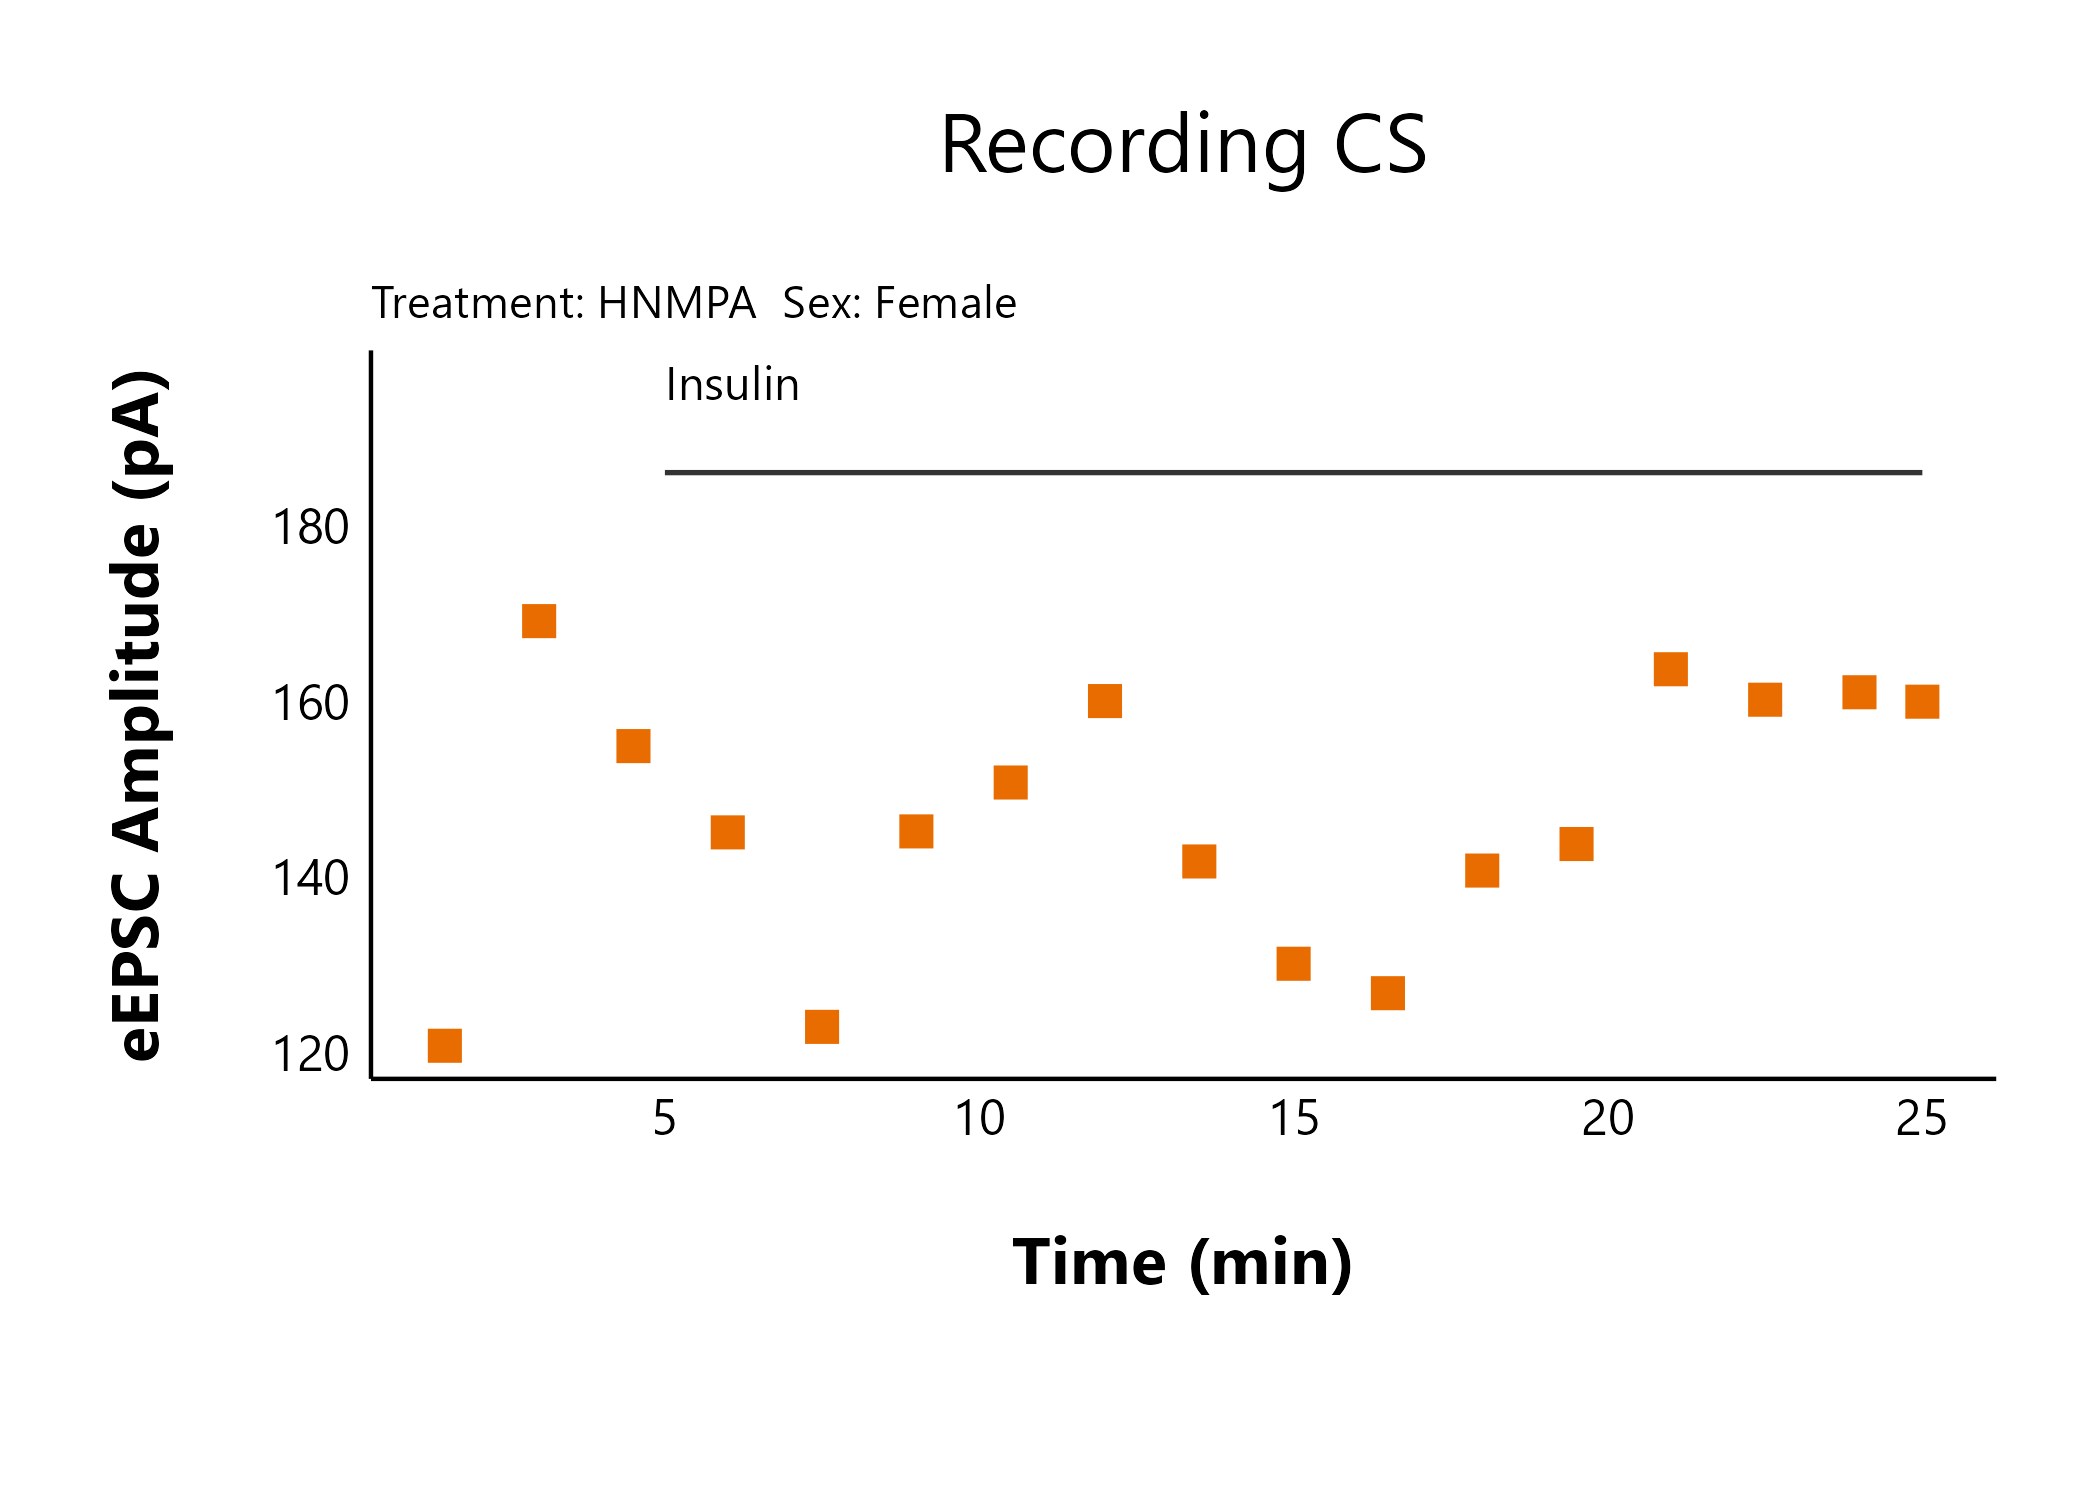 Recording CS
Treatment: HNMPA  Sex: Female
Insulin
eEPSC Amplitude (pA)
180
160
140
120
5 10 15 20 25
Time (min)